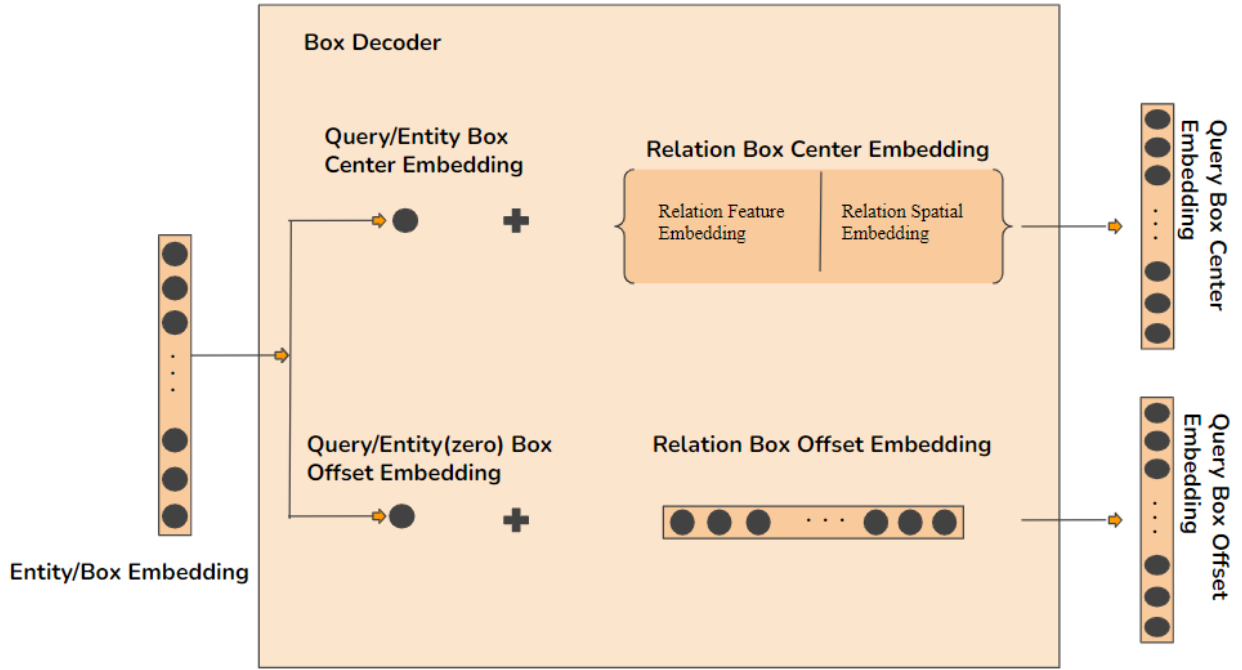 Box Decoder
Query/Entity Box
Center Embedding
Relation Box Center Embedding
Relation Feature
Embedding
Relation Spatial
Embedding
Query Box Center
Embedding
Entity/Box Embedding
Query/Entity(zero) Box
Offset Embedding
Relation Box Offset Embedding
Query Box Offset
Embedding